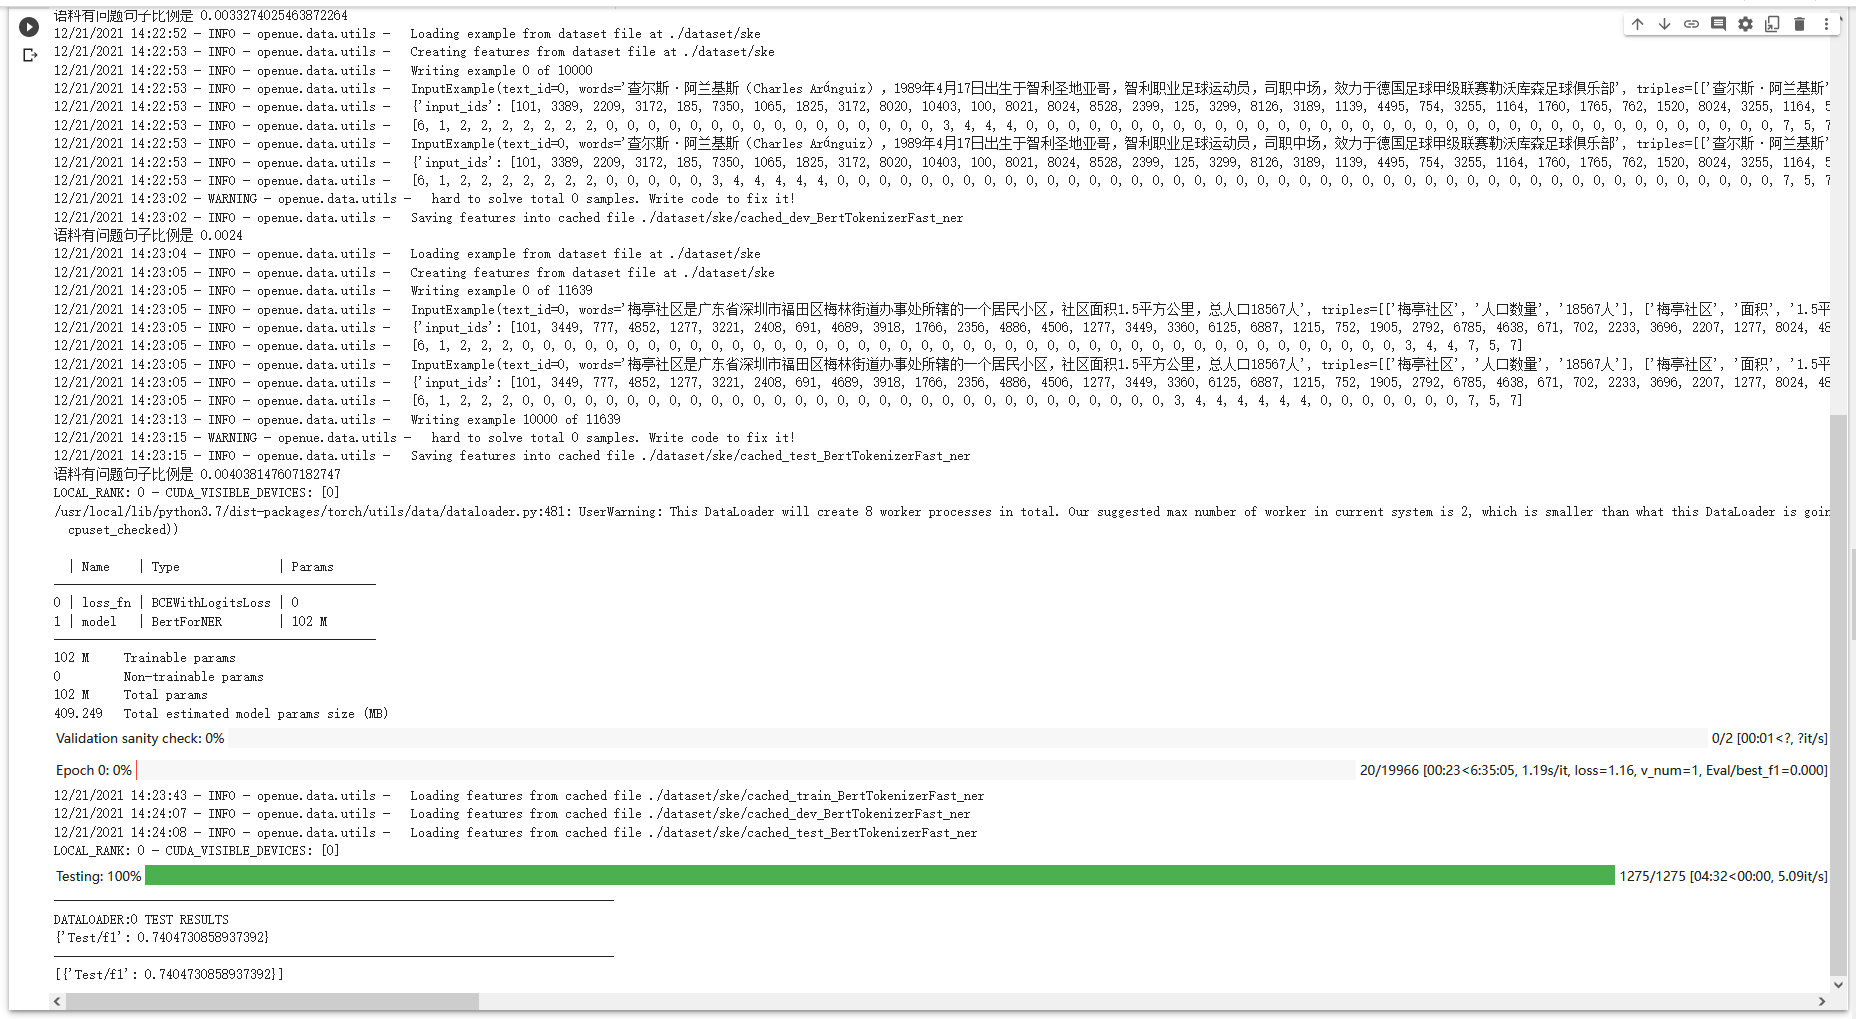 语料有问题句子比例是 0.0033274025463872264
12/21/2021 14:22:52 - INFO - openue.data.utils -   Loading example from dataset file at ./dataset/ske
12/21/2021 14:22:53 - INFO - openue.data.utils -   Creating features from dataset file at ./dataset/ske
12/21/2021 14:22:53 - INFO - openue.data.utils -   Writing example 0 of 10000
12/21/2021 14:22:53 - INFO - openue.data.utils -   InputExample(text_id=0, words='查尔斯·阿兰基斯（Charles Aránguiz），1989年4月17日出生于智利圣地亚哥，智利职业足球运动员，司职中场，效力于德国足球甲级联赛勒沃库森足球俱乐部', triples=[['查尔斯·阿兰基斯'
12/21/2021 14:22:53 - INFO - openue.data.utils -   {'input_ids': [101, 3389, 2209, 3172, 185, 7350, 1065, 1825, 3172, 8020, 10403, 100, 8021, 8024, 8528, 2399, 125, 3299, 8126, 3189, 1139, 4495, 754, 3255, 1164, 1760, 1765, 762, 1520, 8024, 3255, 1164, 5
12/21/2021 14:22:53 - INFO - openue.data.utils -   [6, 1, 2, 2, 2, 2, 2, 2, 2, 0, 0, 0, 0, 0, 0, 0, 0, 0, 0, 0, 0, 0, 0, 0, 0, 3, 4, 4, 4, 0, 0, 0, 0, 0, 0, 0, 0, 0, 0, 0, 0, 0, 0, 0, 0, 0, 0, 0, 0, 0, 0, 0, 0, 0, 0, 0, 0, 0, 0, 0, 0, 0, 0, 0, 0, 7, 5, 7
12/21/2021 14:22:53 - INFO - openue.data.utils -   InputExample(text_id=0, words='查尔斯·阿兰基斯（Charles Aránguiz），1989年4月17日出生于智利圣地亚哥，智利职业足球运动员，司职中场，效力于德国足球甲级联赛勒沃库森足球俱乐部', triples=[['查尔斯·阿兰基斯'
12/21/2021 14:22:53 - INFO - openue.data.utils -   {'input_ids': [101, 3389, 2209, 3172, 185, 7350, 1065, 1825, 3172, 8020, 10403, 100, 8021, 8024, 8528, 2399, 125, 3299, 8126, 3189, 1139, 4495, 754, 3255, 1164, 1760, 1765, 762, 1520, 8024, 3255, 1164, 5
12/21/2021 14:22:53 - INFO - openue.data.utils -   [6, 1, 2, 2, 2, 2, 2, 2, 2, 0, 0, 0, 0, 0, 3, 4, 4, 4, 4, 4, 0, 0, 0, 0, 0, 0, 0, 0, 0, 0, 0, 0, 0, 0, 0, 0, 0, 0, 0, 0, 0, 0, 0, 0, 0, 0, 0, 0, 0, 0, 0, 0, 0, 0, 0, 0, 0, 0, 0, 0, 0, 0, 0, 0, 0, 7, 5, 7
12/21/2021 14:23:02 - WARNING - openue.data.utils -   hard to solve total 0 samples. Write code to fix it!
12/21/2021 14:23:02 - INFO - openue.data.utils -   Saving features into cached file ./dataset/ske/cached_dev_BertTokenizerFast_ner
语料有问题句子比例是 0.0024
12/21/2021 14:23:04 - INFO - openue.data.utils -   Loading example from dataset file at ./dataset/ske
12/21/2021 14:23:05 - INFO - openue.data.utils -   Creating features from dataset file at ./dataset/ske
12/21/2021 14:23:05 - INFO - openue.data.utils -   Writing example 0 of 11639
12/21/2021 14:23:05 - INFO - openue.data.utils -   InputExample(text_id=0, words='梅亭社区是广东省深圳市福田区梅林街道办事处所辖的一个居民小区，社区面积1.5平方公里，总人口18567人', triples=[['梅亭社区', '人口数量', '18567人'], ['梅亭社区', '面积', '1.5平
12/21/2021 14:23:05 - INFO - openue.data.utils -   {'input_ids': [101, 3449, 777, 4852, 1277, 3221, 2408, 691, 4689, 3918, 1766, 2356, 4886, 4506, 1277, 3449, 3360, 6125, 6887, 1215, 752, 1905, 2792, 6785, 4638, 671, 702, 2233, 3696, 2207, 1277, 8024, 48
12/21/2021 14:23:05 - INFO - openue.data.utils -   [6, 1, 2, 2, 2, 0, 0, 0, 0, 0, 0, 0, 0, 0, 0, 0, 0, 0, 0, 0, 0, 0, 0, 0, 0, 0, 0, 0, 0, 0, 0, 0, 0, 0, 0, 0, 0, 0, 0, 0, 0, 0, 0, 0, 0, 0, 0, 3, 4, 4, 7, 5, 7]
12/21/2021 14:23:05 - INFO - openue.data.utils -   InputExample(text_id=0, words='梅亭社区是广东省深圳市福田区梅林街道办事处所辖的一个居民小区，社区面积1.5平方公里，总人口18567人', triples=[['梅亭社区', '人口数量', '18567人'], ['梅亭社区', '面积', '1.5平
12/21/2021 14:23:05 - INFO - openue.data.utils -   {'input_ids': [101, 3449, 777, 4852, 1277, 3221, 2408, 691, 4689, 3918, 1766, 2356, 4886, 4506, 1277, 3449, 3360, 6125, 6887, 1215, 752, 1905, 2792, 6785, 4638, 671, 702, 2233, 3696, 2207, 1277, 8024, 48
12/21/2021 14:23:05 - INFO - openue.data.utils -   [6, 1, 2, 2, 2, 0, 0, 0, 0, 0, 0, 0, 0, 0, 0, 0, 0, 0, 0, 0, 0, 0, 0, 0, 0, 0, 0, 0, 0, 0, 0, 0, 0, 0, 0, 0, 3, 4, 4, 4, 4, 4, 4, 0, 0, 0, 0, 0, 0, 0, 7, 5, 7]
12/21/2021 14:23:13 - INFO - openue.data.utils -   Writing example 10000 of 11639
12/21/2021 14:23:15 - WARNING - openue.data.utils -   hard to solve total 0 samples. Write code to fix it!
12/21/2021 14:23:15 - INFO - openue.data.utils -   Saving features into cached file ./dataset/ske/cached_test_BertTokenizerFast_ner
语料有问题句子比例是 0.004038147607182747
LOCAL_RANK: 0 - CUDA_VISIBLE_DEVICES: [0]
/usr/local/lib/python3.7/dist-packages/torch/utils/data/dataloader.py:481: UserWarning: This DataLoader will create 8 worker processes in total. Our suggested max number of worker in current system is 2, which is smaller than what this DataLoader is goin
cpuset_checked))
| Name | Type | Params
0 | loss_fn | BCEWithLogitsLoss | 0
1 | model | BertForNER | 102 M
102 M Trainable params
0 Non-trainable params
102 M Total params
409.249 Total estimated model params size (MB)
Validation sanity check: 0% 0/2 [00:01<?, ?it/s]
Epoch 0: 0% 20/19966 [00:23<6:35:05, 1.19s/it, loss=1.16, v_num=1, Eval/best_f1=0.000]
12/21/2021 14:23:43 - INFO - openue.data.utils -   Loading features from cached file ./dataset/ske/cached_train_BertTokenizerFast_ner
12/21/2021 14:24:07 - INFO - openue.data.utils -   Loading features from cached file ./dataset/ske/cached_dev_BertTokenizerFast_ner
12/21/2021 14:24:08 - INFO - openue.data.utils -   Loading features from cached file ./dataset/ske/cached_test_BertTokenizerFast_ner
LOCAL_RANK: 0 - CUDA_VISIBLE_DEVICES: [0]
Testing: 100% 1275/1275 [04:32<00:00, 5.09it/s]
DATALOADER:0 TEST RESULTS
{'Test/f1': 0.7404730858937392}
[{'Test/f1': 0.7404730858937392}]